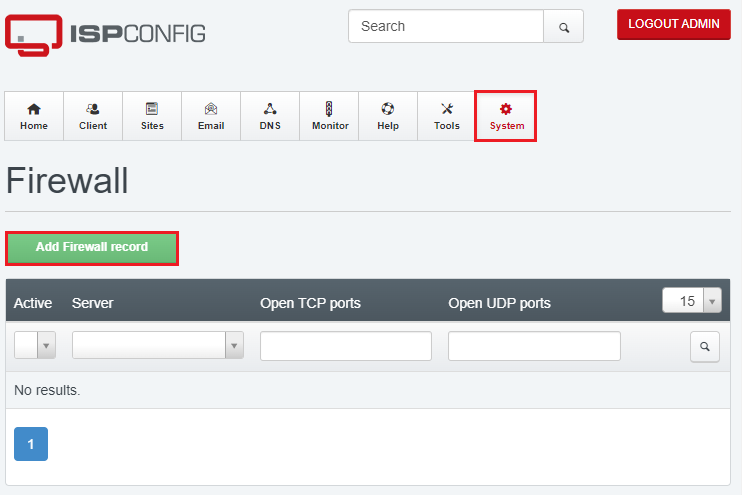 ISPCONFIG
Search
LOGOUT ADMIN
Home Client Sites Email DNS Monitor Help Tools System
Firewall
Add Firewall record
Active Server Open TCP ports Open UDP ports 15
No results.
1